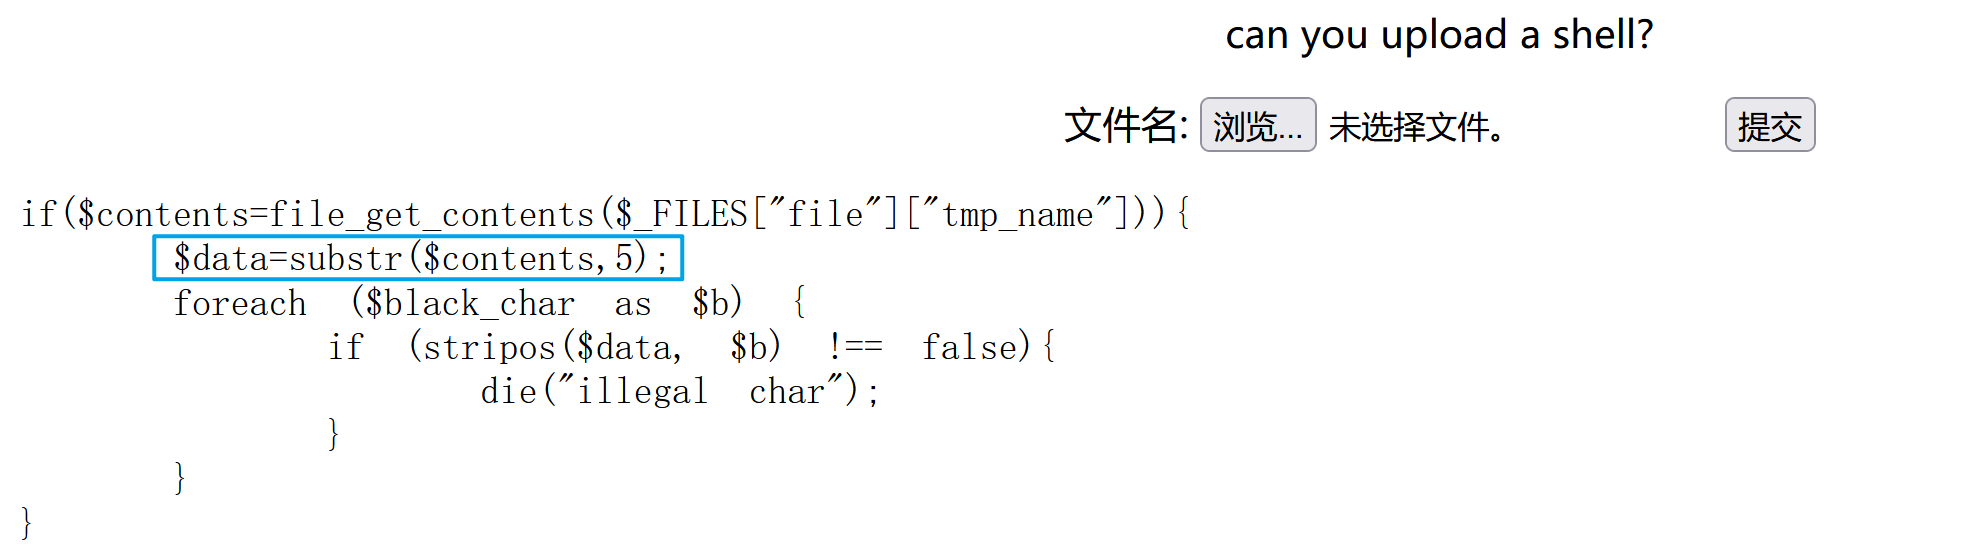 can you upload a shell?
文件名: 浏览... 未选择文件。 提交
if($contents=file_get_contents($_FILES["file"]["tmp_name"])){
$data=substr($contents,5);
foreach ($black_char as $b) {
if (stripos($data, $b) !== false){
die("illegal char");
}
}
}